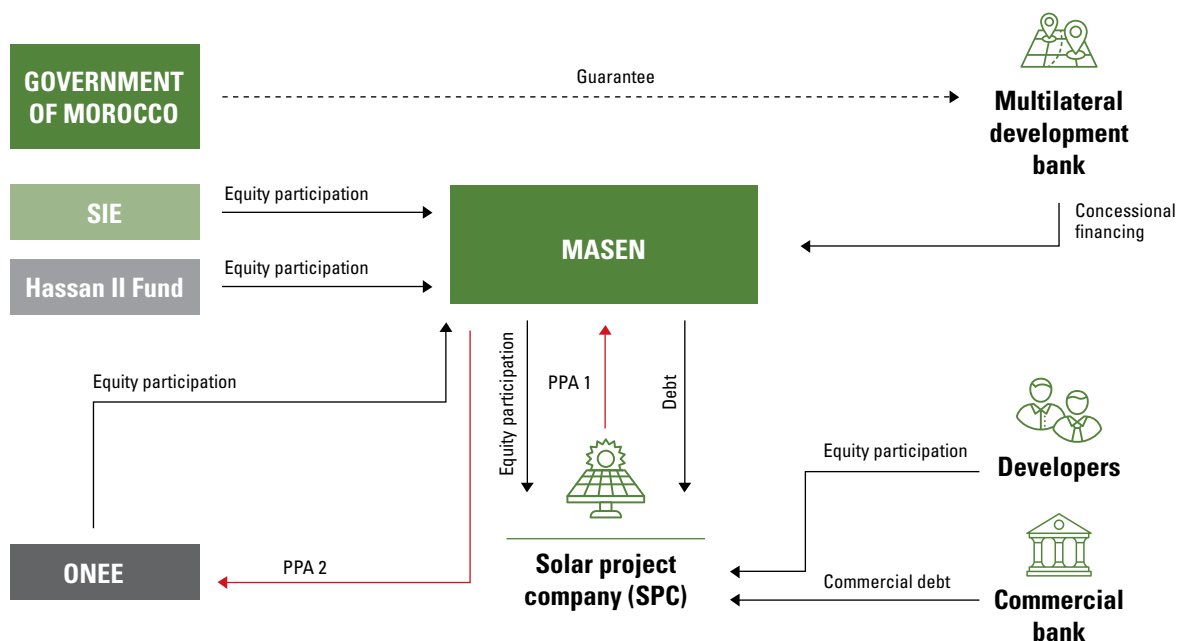 GOVERNMENT
OF MOROCCO
Guarantee
Multilateral
development
bank
SIE
Equity participation
Hassan II Fund
Equity participation
MASEN
Concessional
financing
Equity participation
Equity participation
PPA 1
Debt
Equity participation
Developers
ONEE
PPA 2
Solar project
company (SPC)
Commercial debt
Commercial
bank